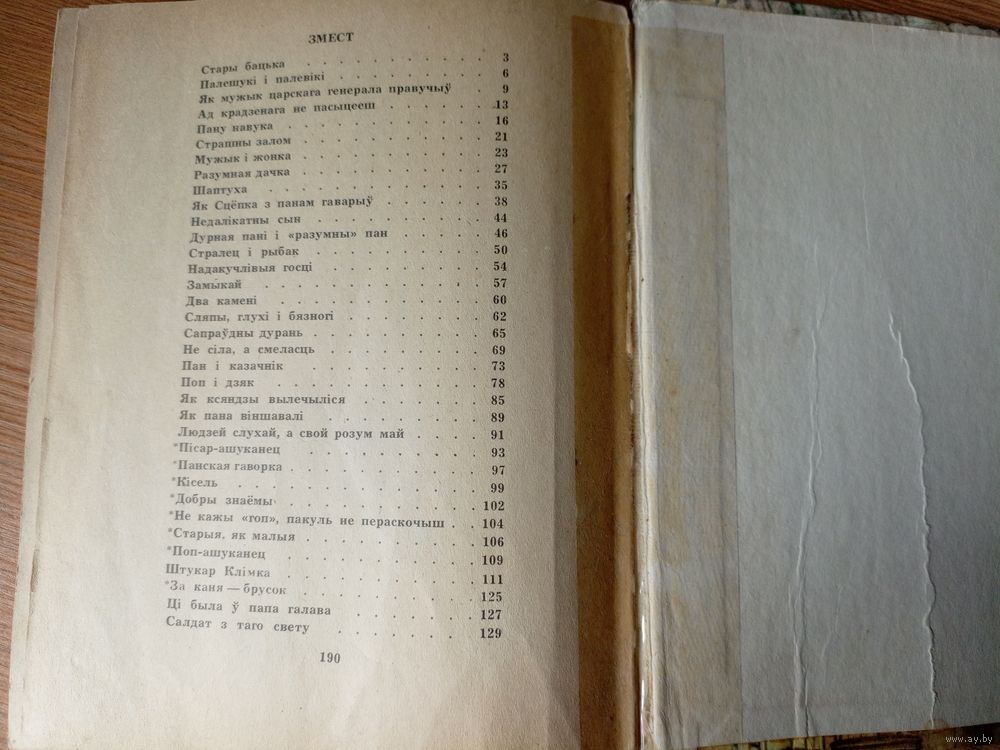 ЗМЕСТ
Стары бацька . . . . . . . . . . 3
Палешукі і палевікі . . . . . . . . 6
Як мужык царскага генерала правучыў . 9
Ад крадзенага не пасыцееш . . . . . 13
Пану навука . . . . . . . . . . 16
Страшны залом . . . . . . . . . 21
Мужык і жонка . . . . . . . . . 23
Разумная дачка . . . . . . . . . 27
Шаптуха . . . . . . . . . . . 35
Як Сцёпка з панам гаварыў . . . . . 38
Недалікатны сын . . . . . . . . 44
Дурная пані і «разумны» пан . . . . 46
Стралец і рыбак . . . . . . . . 50
Надакучлівыя госці . . . . . . . 54
Замыкай . . . . . . . . . . . 57
Два камені . . . . . . . . . . 60
Сляпы, глухі і бязногі . . . . . . . 62
Сапраўдны дурань . . . . . . . . 65
Не сіла, а смеласць . . . . . . . 69
Пан і казачнік . . . . . . . . . 73
Поп і дзяк . . . . . . . . . . 78
Як ксяндзы вылечыліся . . . . . . 85
Як пана віншавалі . . . . . . . . 89
Людзей слухай, а свой розум май . . . . 91
*Пісар-ашуканец . . . . . . . . 93
*Панская гаворка . . . . . . . . . 97
*Кісель . . . . . . . . . . . . 99
*Добры знаёмы . . . . . . . . . 102
*Не кажы «гоп», пакуль не пераскочыш . . 104
*Старыя, як малыя . . . . . . . . 106
*Поп-ашуканец . . . . . . . . . 109
Штукар Клімка . . . . . . . . . 111
*За каня — брусок . . . . . . . . 125
Ці была ў папа галава . . . . . . . 127
Салдат з таго свету . . . . . . 129
190
www.ay.by